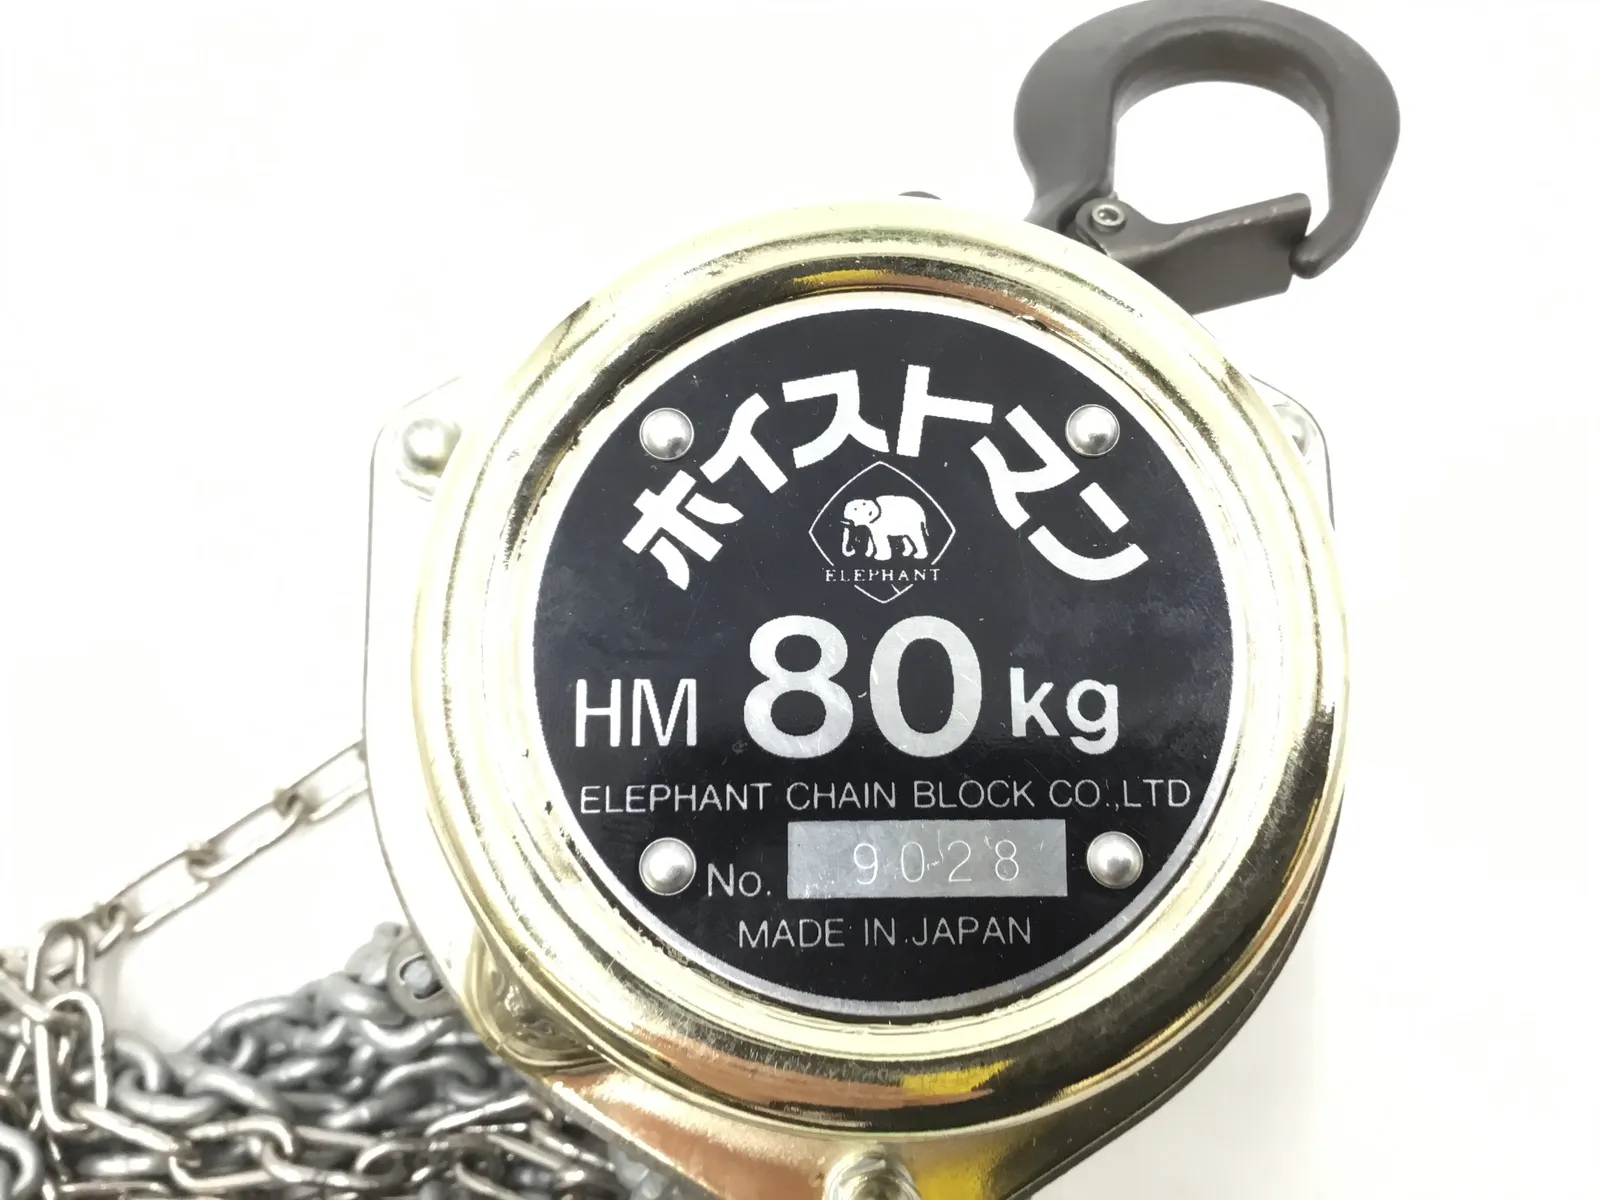 ホイストマン
ELEPHANT
HM 80 kg
ELEPHANT CHAIN BLOCK CO.,LTD
No. 9028
MADE IN JAPAN